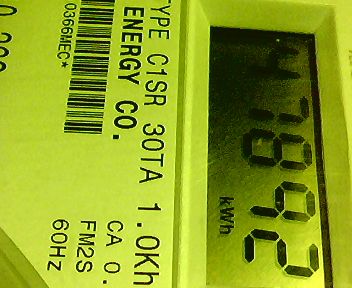 47892
kWh
TYPE C1SR 30TA 1.0Kh
ENERGY CO.
CA 0.
FM2S
0366MEC*
60Hz